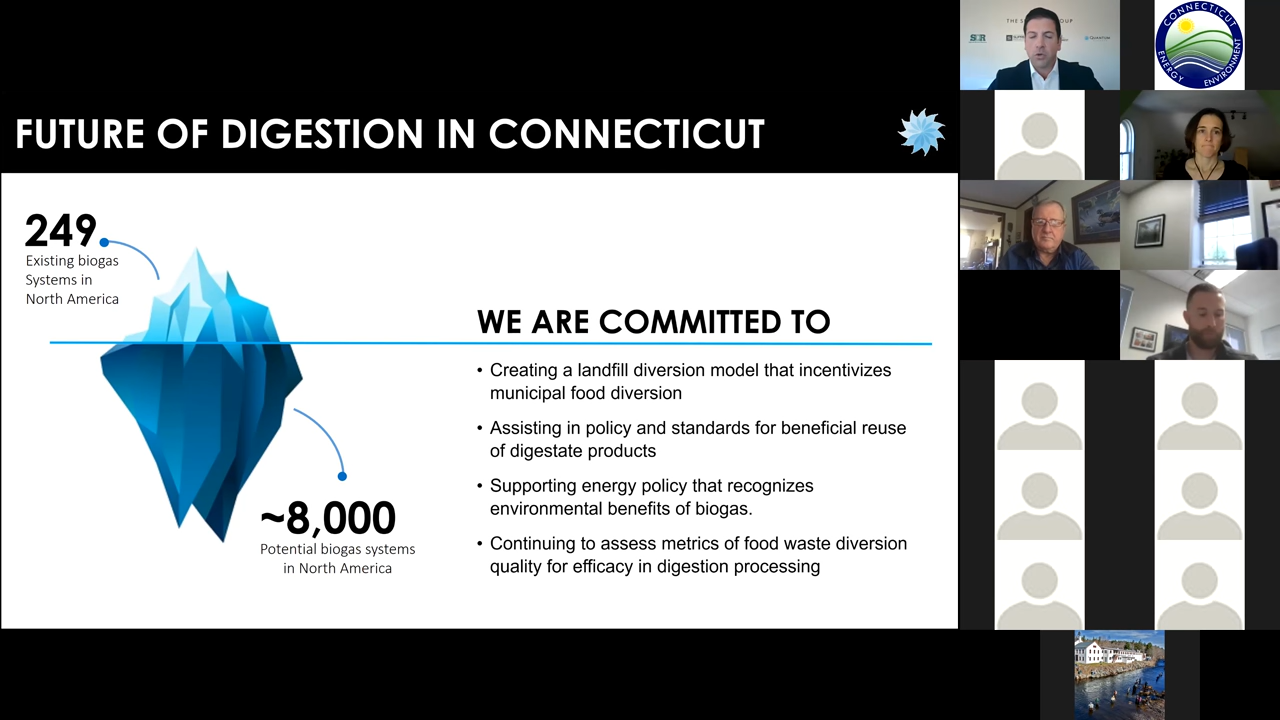 FUTURE OF DIGESTION IN CONNECTICUT
249
Existing biogas
Systems in
North America
~8,000
Potential biogas systems
in North America
WE ARE COMMITTED TO
• Creating a landfill diversion model that incentivizes
municipal food diversion
• Assisting in policy and standards for beneficial reuse
of digestate products
• Supporting energy policy that recognizes
environmental benefits of biogas.
• Continuing to assess metrics of food waste diversion
quality for efficacy in digestion processing
CONNECTICUT
ENERGY
ENVIRONMENT